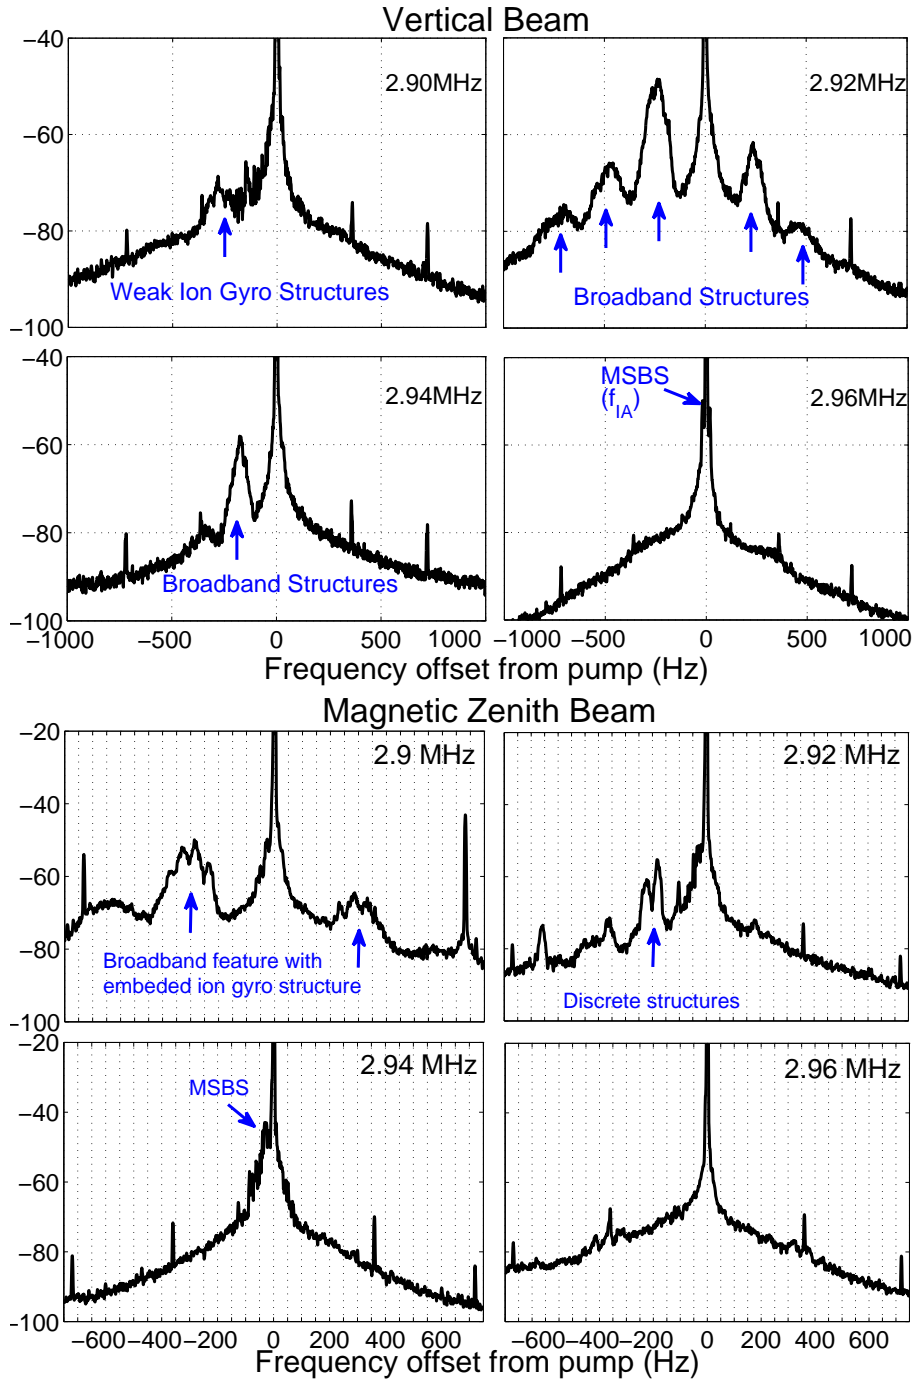 Vertical Beam
−40
−60
−80
−100
2.90MHz
Weak Ion Gyro Structures
2.92MHz
Broadband Structures
−40
−60
−80
−100
2.94MHz
Broadband Structures
MSBS
(f_IA)
2.96MHz
−1000 −500 0 500 1000
−1000 −500 0 500 1000
Frequency offset from pump (Hz)
Magnetic Zenith Beam
−20
−40
−60
−80
−100
2.9 MHz
Broadband feature with
embeded ion gyro structure
2.92 MHz
Discrete structures
−20
−40
−60
−80
−100
2.94 MHz
MSBS
2.96 MHz
−600 −400 −200 0 200 400 600
−600 −400 −200 0 200 400 600
Frequency offset from pump (Hz)